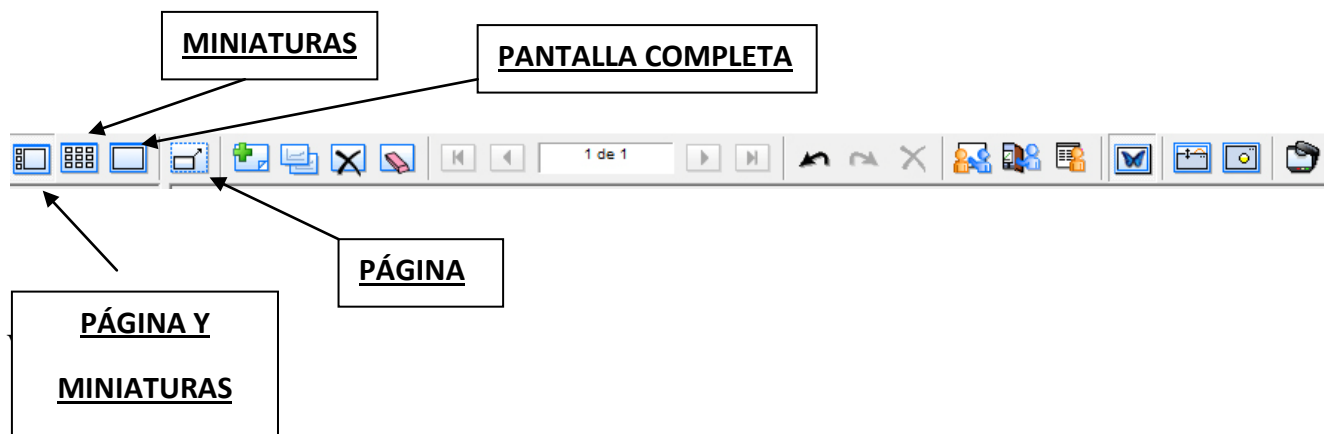 MINIATURAS
PANTALLA COMPLETA
1 de 1
PÁGINA
PÁGINA Y
MINIATURAS